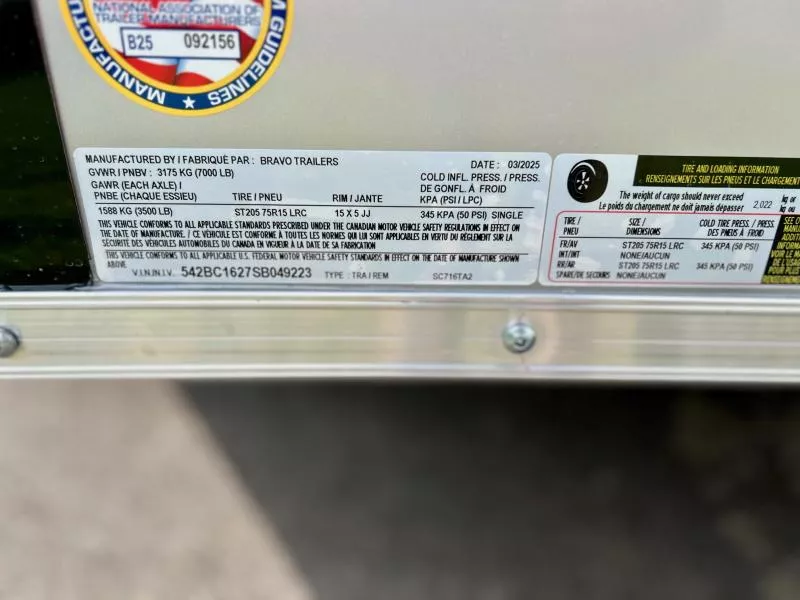 NATIONAL ASSOCIATION OF
TRAILER MANUFACTURERS
B25 092156
GUIDELINES
MANUFACTU
MANUFACTURED BY / FABRIQUÉ PAR : BRAVO TRAILERS
DATE : 03/2025
GVWR / PNBV : 3175 KG (7000 LB)
COLD INFL. PRESS. / PRESS.
GAWR (EACH AXLE) /
DE GONFL. À FROID
PNBE (CHAQUE ESSIEU) TIRE / PNEU RIM / JANTE KPA (PSI / LPC)
1588 KG (3500 LB) ST205 75R15 LRC 15 X 5 JJ 345 KPA (50 PSI) SINGLE
THIS VEHICLE CONFORMS TO ALL APPLICABLE STANDARDS PRESCRIBED UNDER THE CANADIAN MOTOR VEHICLE SAFETY REGULATIONS IN EFFECT ON
THE DATE OF MANUFACTURE. / CE VÉHICULE EST CONFORME À TOUTES LES NORMES QUI LUI SONT APPLICABLES EN VERTU DU RÈGLEMENT SUR LA
SÉCURITÉ DES VÉHICULES AUTOMOBILES DU CANADA EN VIGUEUR À LA DATE DE SA FABRICATION
THIS VEHICLE CONFORMS TO ALL APPLICABLE U.S. FEDERAL MOTOR VEHICLE SAFETY STANDARDS IN EFFECT ON THE DATE OF MANUFACTURE SHOWN
ABOVE
V.I.N./N.I.V. 542BC1627SB049223 TYPE : TRA / REM SC716TA2
TIRE AND LOADING INFORMATION
RENSEIGNEMENTS SUR LES PNEUS ET LE CHARGEMENT
The weight of cargo should never exceed
Le poids du chargement ne doit jamais dépasser 2,022 kg or
kg ou
TIRE / SIZE / COLD TIRE PRESS. / PRESS.
PNEU DIMENSIONS DES PNEUS À FROID
FR/AV ST205 75R15 LRC 345 KPA (50 PSI)
INT/INT NONE/AUCUN
RR/AR ST205 75R15 LRC 345 KPA (50 PSI)
SPARE/DE SECOURS NONE/AUCUN
SEE O
MANU
ADDITI
INFOR
VOIR LE M